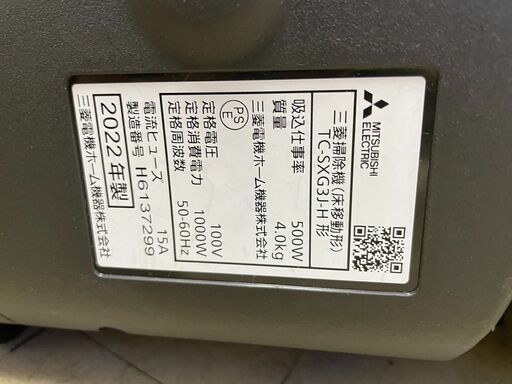 MITSUBISHI
ELECTRIC
三菱掃除機(床移動形)
TC-SXG3J-H形
吸込仕事率 500W
質量 4.0kg
三菱電機ホーム機器株式会社
PS
E
定格電圧 100V
定格消費電力 1000W
定格周波数 50-60Hz
電流ヒューズ 15A
製造番号 H6137299
2022年製
三菱電機ホーム機器株式会社